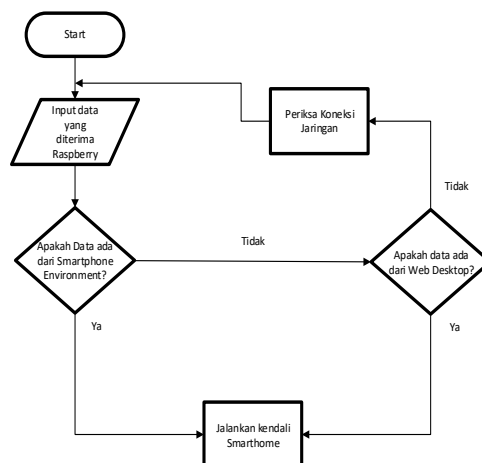 Start
Input data
yang
diterima
Raspberry
Periksa Koneksi
Jaringan
Tidak
Apakah Data ada
dari Smartphone
Environment?
Tidak
Apakah data ada
dari Web Desktop?
Ya
Ya
Jalankan kendali
Smarthome